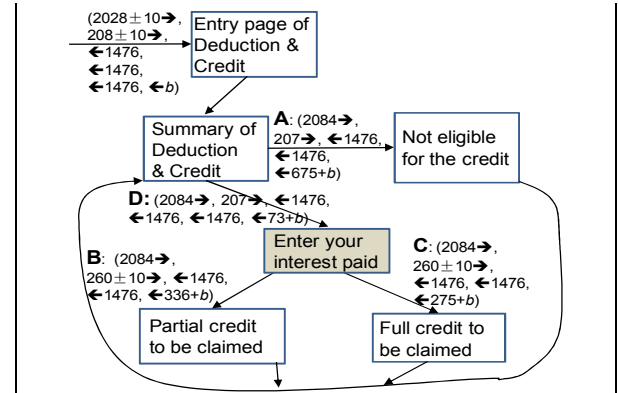 (2028±10➔,
208±10➔,
🡸1476,
🡸1476,
🡸1476, 🡸b)
Entry page of
Deduction &
Credit
Summary of
Deduction
& Credit
A: (2084➔,
207➔, 🡸1476,
🡸1476,
🡸675+b)
Not eligible
for the credit
D: (2084➔, 207➔, 🡸1476,
🡸1476, 🡸1476, 🡸73+b)
Enter your
interest paid
B: (2084➔,
260±10➔, 🡸1476,
🡸1476, 🡸336+b)
C: (2084➔,
260±10➔,
🡸1476, 🡸1476,
🡸275+b)
Partial credit
to be claimed
Full credit to
be claimed